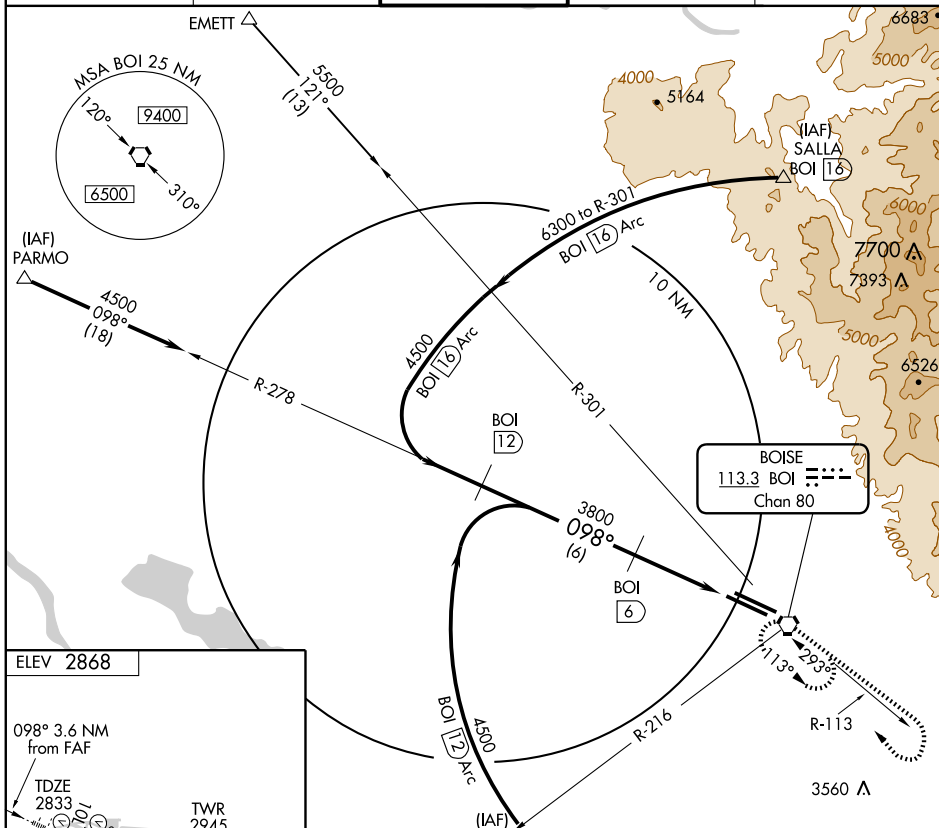 EMETT
6683
5000
MSA BOI 25 NM
120°
9400
6500
310°
5500
121°
(13)
4000
5164
(IAF)
SALLA
BOI 16
6300 to R-301
BOI 16 Arc
6000
7700
7393
(IAF)
PARMO
4500
098°
(18)
10 NM
5000
R-278
4500
BOI 16 Arc
R-301
6526
BOI
12
BOISE
113.3 BOI
Chan 80
3800
098°
(6)
4000
BOI
6
113°
293°
ELEV 2868
R-113
R-216
4500
BOI 12 Arc
098° 3.6 NM
from FAF
TDZE
2833
TWR
2945
3560
(IAF)